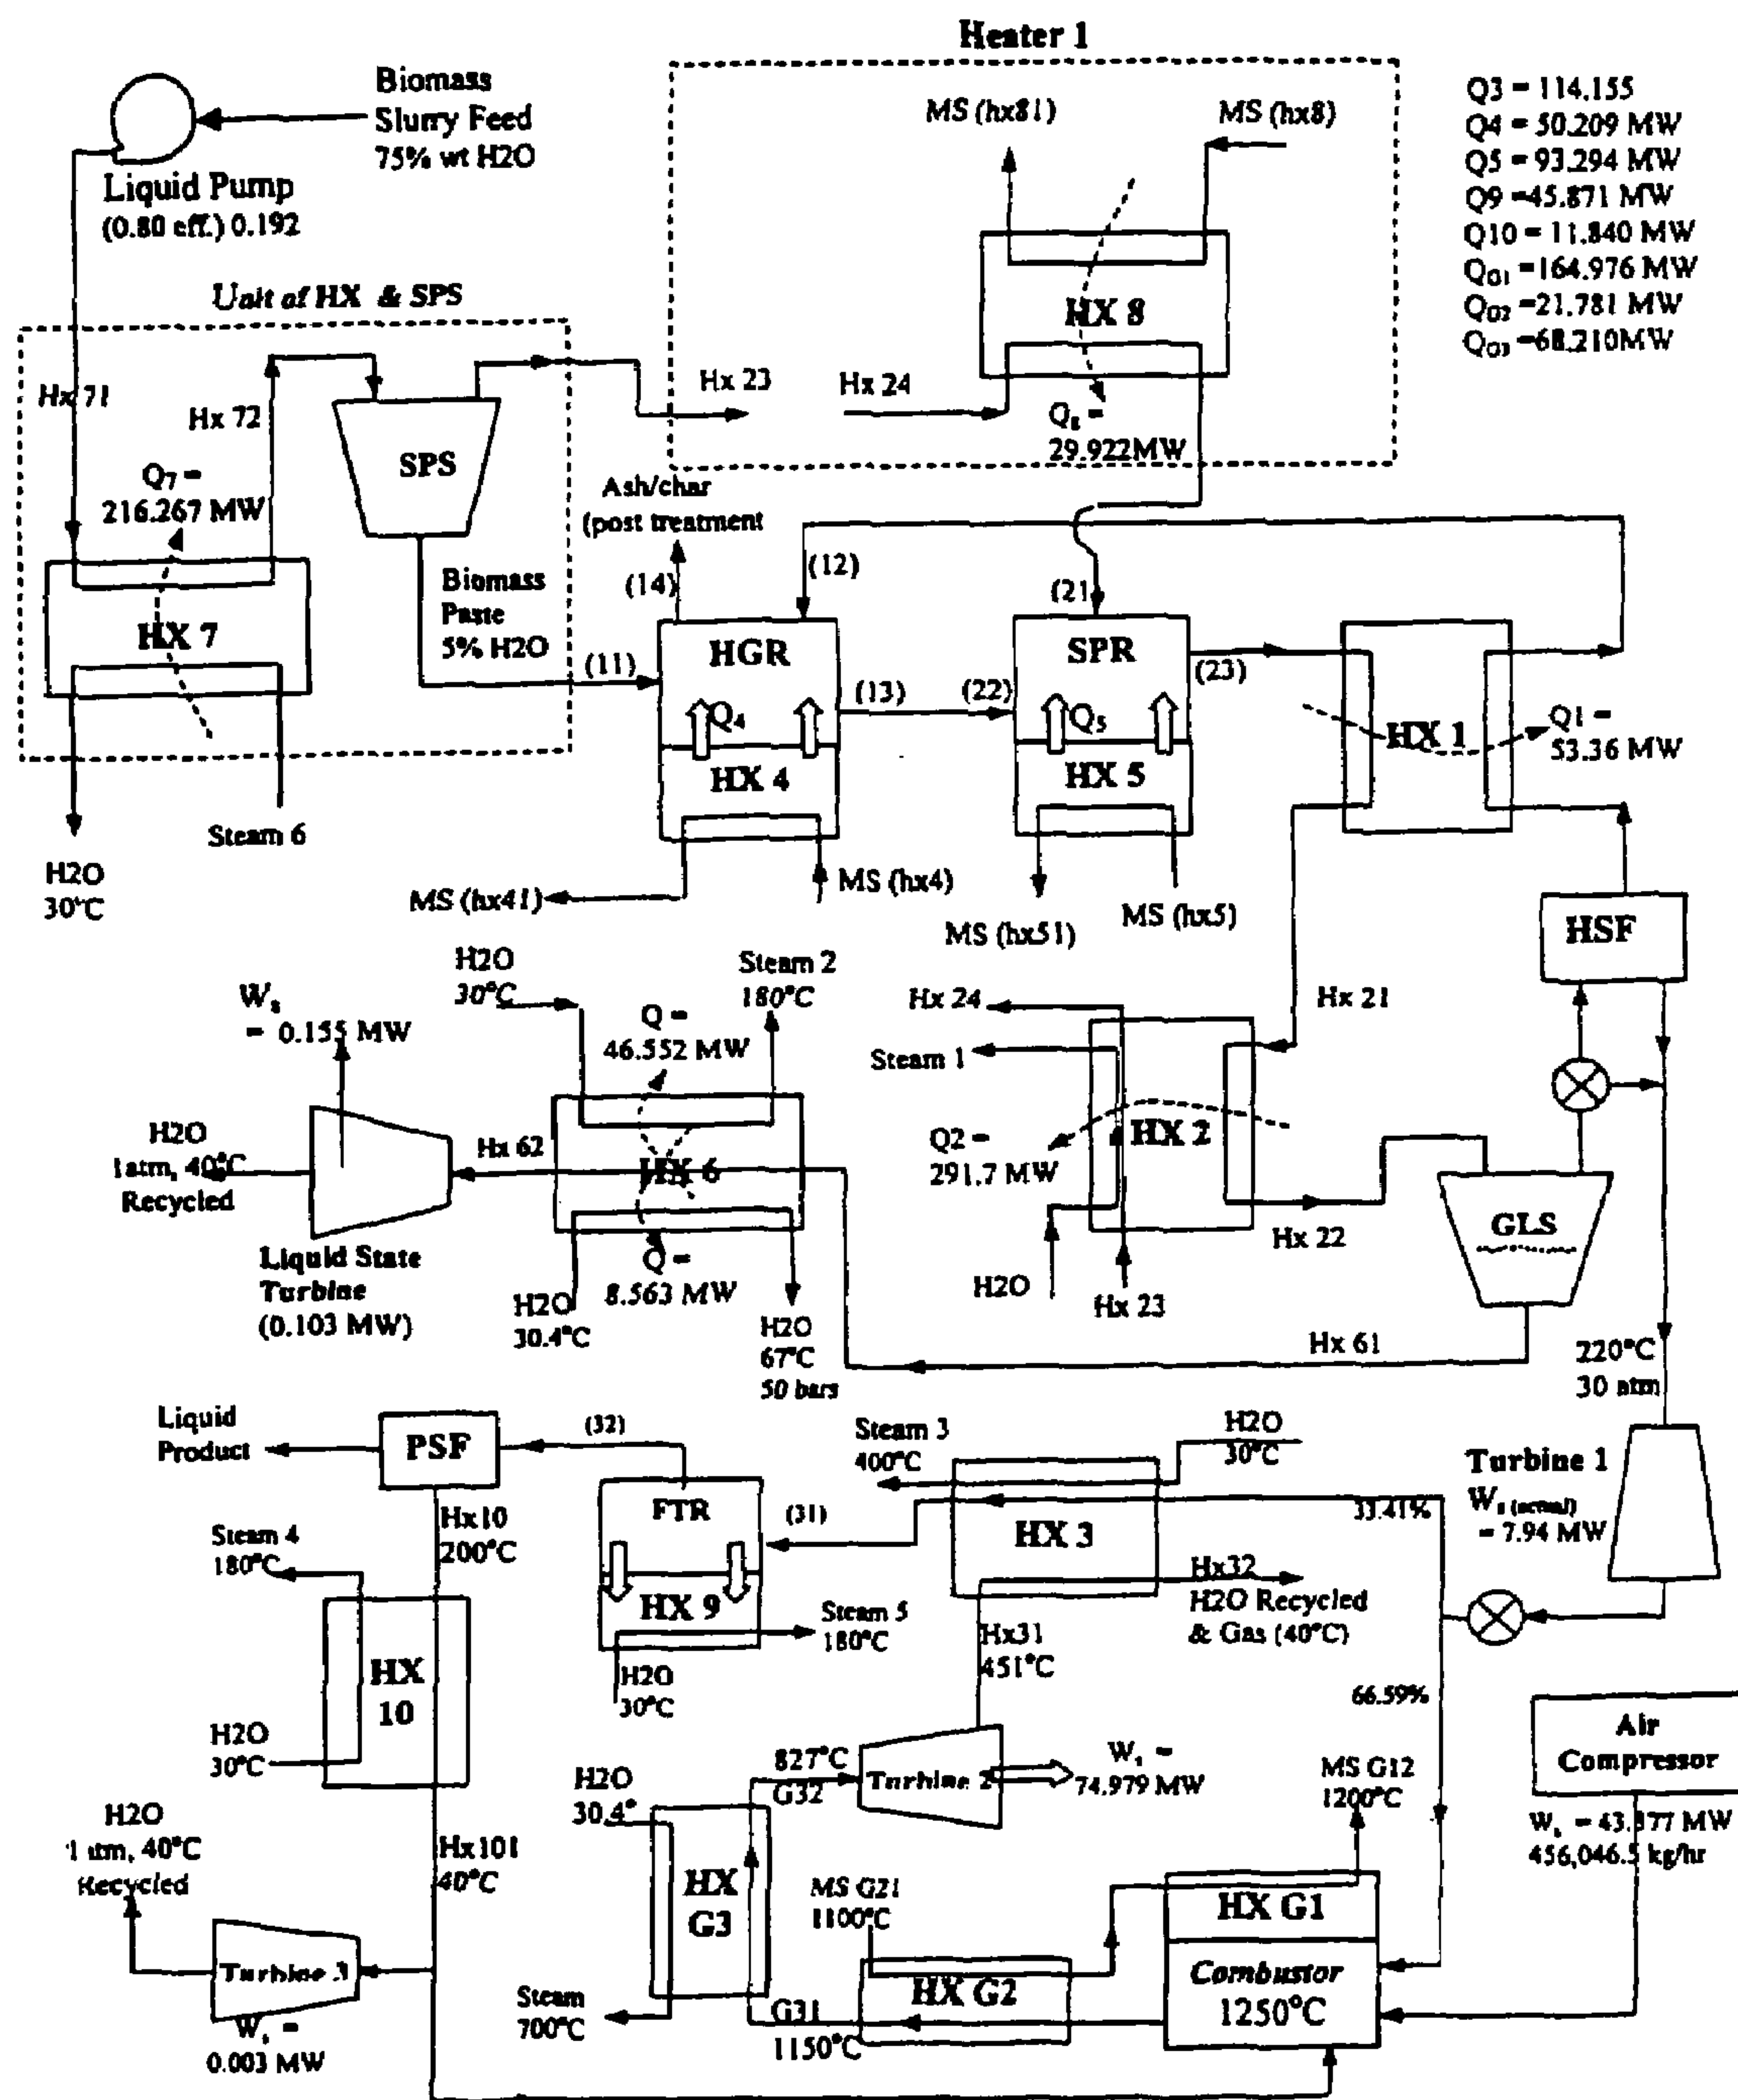 Heater 1
Biomass
Slurry Feed
75% wt H2O
Liquid Pump
(0.80 eff.) 0.192
MS (hx81)
MS (hx8)
HX 8
Hx 23
Hx 24
Q8 =
29.922MW
Q3 = 114.155
Q4 = 50.209 MW
Q5 = 93.294 MW
Q9 =45.871 MW
Q10 = 11.840 MW
QG1 =164.976 MW
QG2 =21.781 MW
QG3 =68.210MW
Unit of HX & SPS
Hx 71
Hx 72
SPS
Q7 =
216.267 MW
HX 7
Biomass
Paste
5% H2O
Steam 6
H2O
30°C
Ash/char
(post treatment
(14)
(12)
(11)
HGR
Q4
HX 4
(13)
(22)
(21)
SPR
Q5
HX 5
(23)
HX 1
Q1 =
53.36 MW
MS (hx41)
MS (hx4)
MS (hx51)
MS (hx5)
HSF
Ws
= 0.155 MW
H2O
30°C
Steam 2
180°C
Q =
46.552 MW
Hx 24
Steam 1
Hx 21
Q2 =
291.7 MW
HX 2
H2O
Hx 23
Hx 22
GLS
H2O
1atm, 40°C
Recycled
Hx 62
HX 6
Liquid State
Turbine
(0.103 MW)
H2O
30.4°C
Q =
8.563 MW
H2O
67°C
50 bars
Hx 61
220°C
30 atm
Liquid
Product
PSF
(32)
Steam 3
400°C
H2O
30°C
Turbine 1
Ws (actual)
= 7.94 MW
Steam 4
180°C
Hx10
200°C
FTR
(31)
HX 3
33.41%
HX 9
Steam 5
180°C
H2O
30°C
Hx31
451°C
Hx32
H2O Recycled
& Gas (40°C)
HX
10
H2O
30°C
66.59%
Air
Compressor
Ws = 43.377 MW
456,046.5 kg/hr
H2O
1 atm, 40°C
Recycled
Hx101
40°C
H2O
30.4°
827°C
G32
Turbine 2
Ws =
74.979 MW
MS G12
1200°C
HX
G3
MS G21
1100°C
HX G1
Combustor
1250°C
Turbine 3
Ws =
0.003 MW
Steam
700°C
G31
1150°C
HX G2